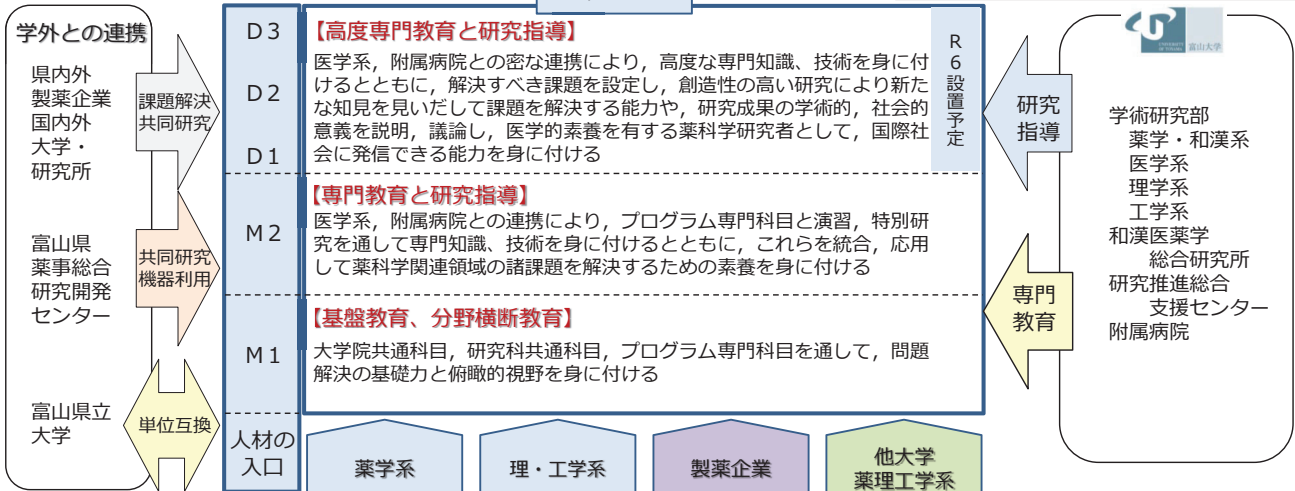 学外との連携
県内外
製薬企業
国内外
大学・
研究所
富山県
薬事総合
研究開発
センター
富山県立
大学
課題解決
共同研究
共同研究
機器利用
単位互換
D3
D2
D1
M2
M1
人材の
入口
【高度専門教育と研究指導】
医学系，附属病院との密な連携により，高度な専門知識、技術を身に付
けるとともに，解決すべき課題を設定し，創造性の高い研究により新た
な知見を見いだして課題を解決する能力や，研究成果の学術的，社会的
意義を説明，議論し，医学的素養を有する薬科学研究者として，国際社
会に発信できる能力を身に付ける
R6設置予定
【専門教育と研究指導】
医学系，附属病院との連携により，プログラム専門科目と演習，特別研
究を通して専門知識、技術を身に付けるとともに，これらを統合，応用
して薬科学関連領域の諸課題を解決するための素養を身に付ける
【基盤教育、分野横断教育】
大学院共通科目，研究科共通科目，プログラム専門科目を通して，問題
解決の基礎力と俯瞰的視野を身に付ける
薬学系
理・工学系
製薬企業
他大学
薬理工学系
研究
指導
専門
教育
UNIVERSITY
OF TOYAMA
富山大学
学術研究部
薬学・和漢系
医学系
理学系
工学系
和漢医薬学
総合研究所
研究推進総合
支援センター
附属病院